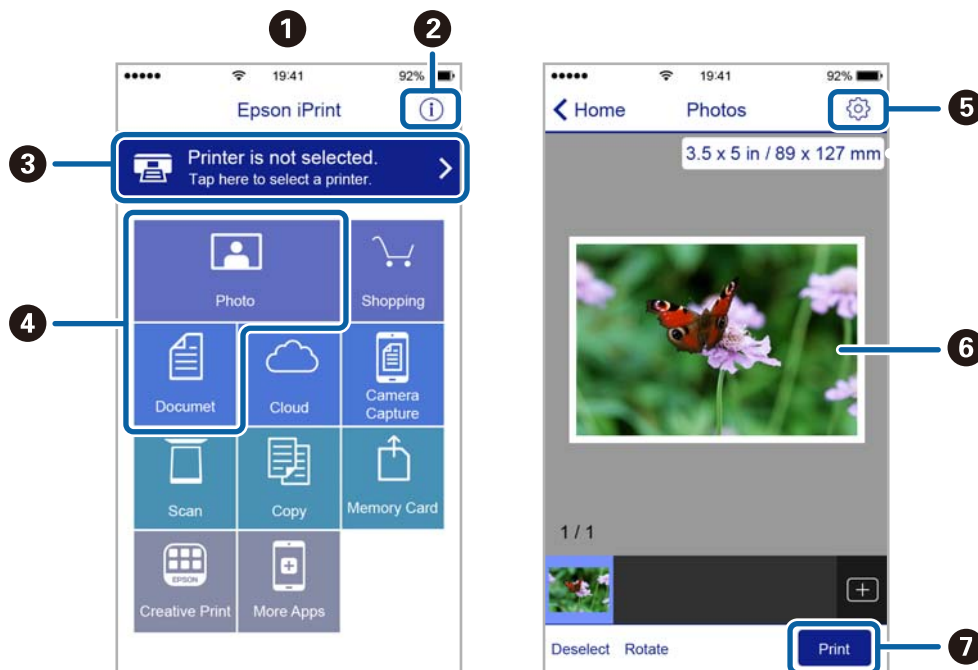 1
2
19:41 92%
Epson iPrint
3
Printer is not selected.
Tap here to select a printer.
4
Photo
Shopping
Documet
Cloud
Camera
Capture
Scan
Copy
Memory Card
EPSON
Creative Print
More Apps
19:41 92%
Home Photos
5
3.5 x 5 in / 89 x 127 mm
6
1 / 1
Deselect Rotate Print
7